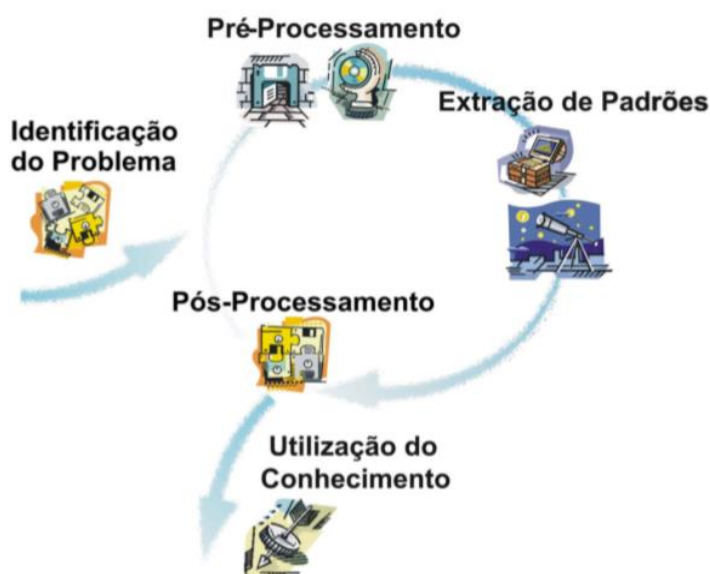 Pré-Processamento
Extração de Padrões
Identificação
do Problema
Pós-Processamento
Utilização do
Conhecimento